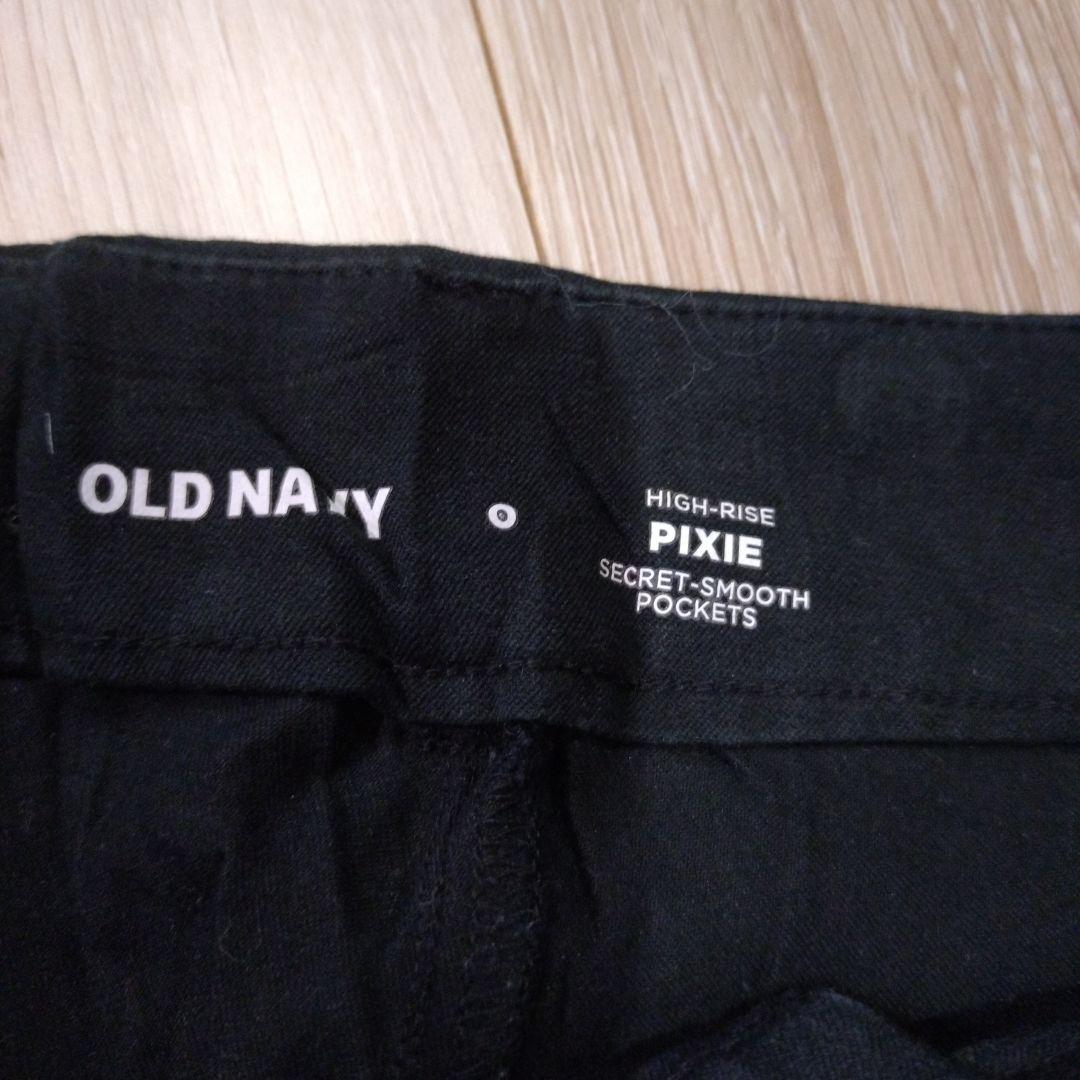 OLD NAVY
0
HIGH-RISE
PIXIE
SECRET-SMOOTH
POCKETS